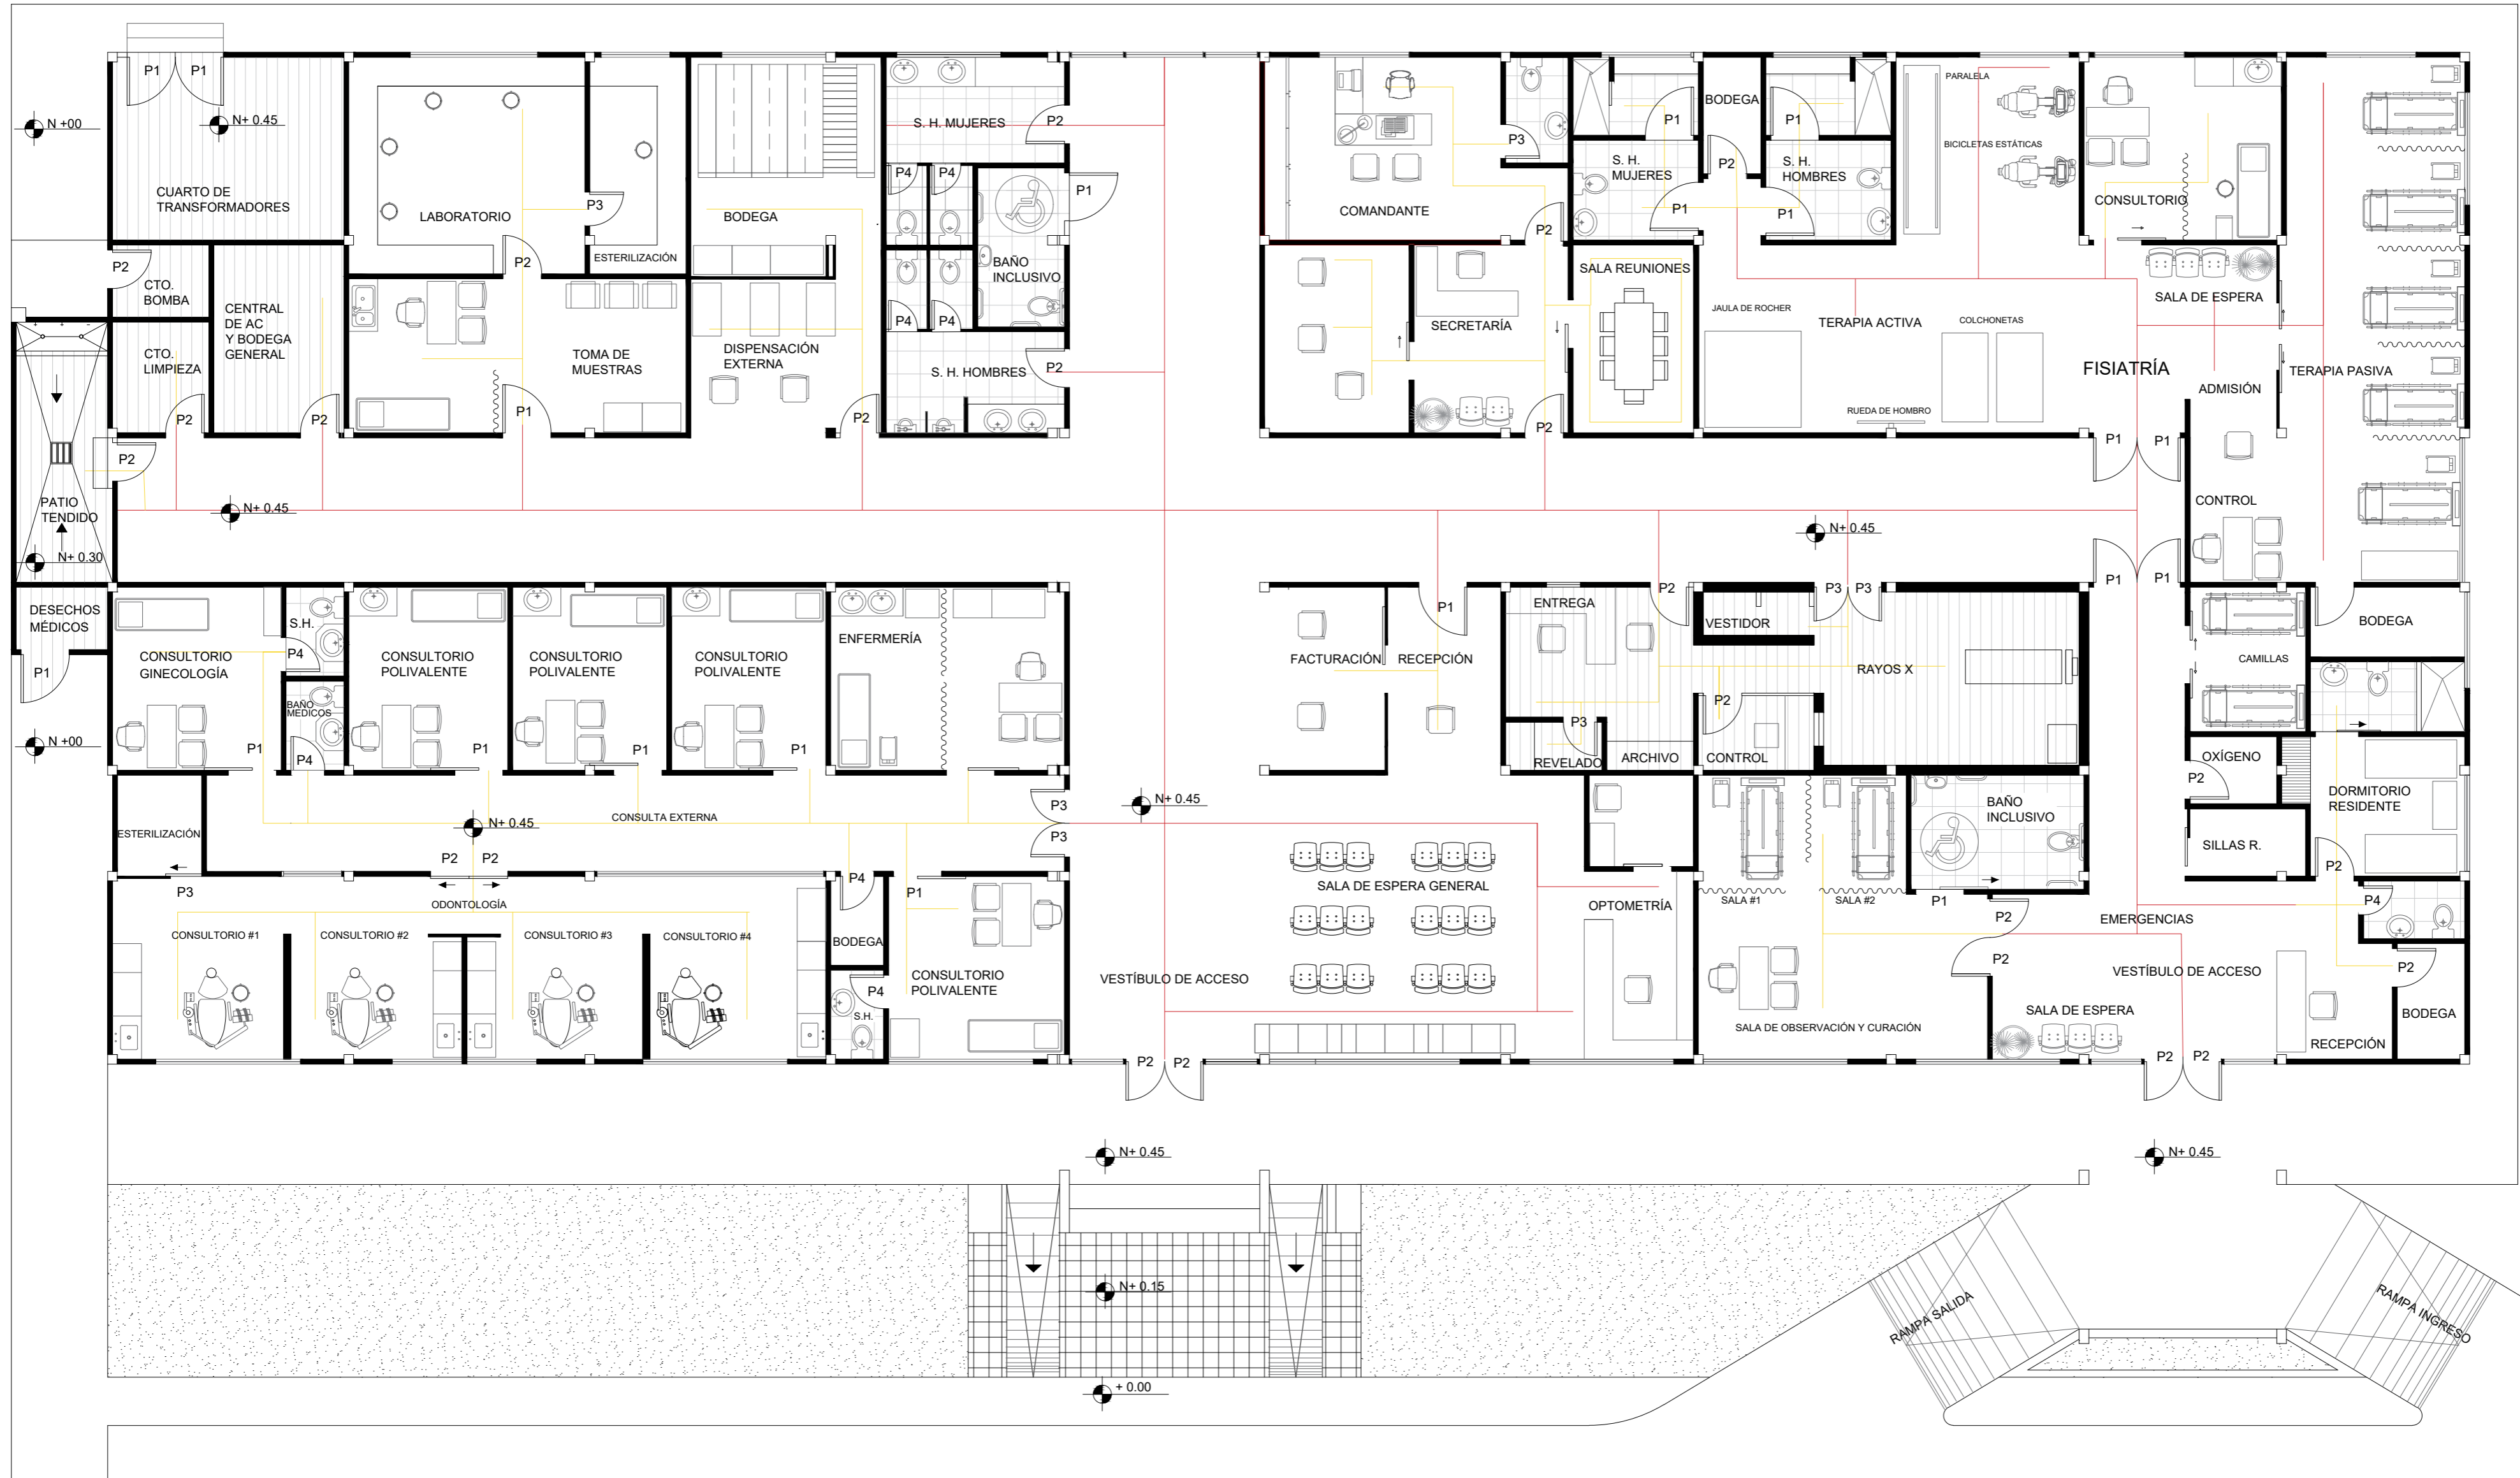 P1
P1
N +00
N+ 0.45
CUARTO DE
TRANSFORMADORES
LABORATORIO
P3
ESTERILIZACIÓN
P2
BODEGA
S. H. MUJERES
P2
P4
P4
P1
BAÑO
INCLUSIVO
P4
P4
S. H. HOMBRES
P2
P2
CTO.
BOMBA
CENTRAL
DE AC
Y BODEGA
GENERAL
CTO.
LIMPIEZA
P2
P2
TOMA DE
MUESTRAS
P1
DISPENSACIÓN
EXTERNA
P2
P2
PATIO
TENDIDO
N+ 0.30
N+ 0.45
COMANDANTE
P3
P2
SECRETARÍA
P2
SALA REUNIONES
P1
S. H.
MUJERES
P1
BODEGA
P2
P1
S. H.
HOMBRES
P1
PARALELA
BICICLETAS ESTÁTICAS
CONSULTORIO
SALA DE ESPERA
JAULA DE ROCHER
TERAPIA ACTIVA
COLCHONETAS
RUEDA DE HOMBRO
FISIATRÍA
ADMISIÓN
TERAPIA PASIVA
P1
P1
CONTROL
N+ 0.45
P1
P1
DESECHOS
MÉDICOS
P1
N +00
CONSULTORIO
GINECOLOGÍA
P1
S.H.
P4
BAÑO
MEDICOS
P4
CONSULTORIO
POLIVALENTE
P1
CONSULTORIO
POLIVALENTE
P1
CONSULTORIO
POLIVALENTE
P1
ENFERMERÍA
ESTERILIZACIÓN
P3
N+ 0.45
CONSULTA EXTERNA
P3
P3
P2
P2
ODONTOLOGÍA
CONSULTORIO #1
CONSULTORIO #2
CONSULTORIO #3
CONSULTORIO #4
P4
BODEGA
P4
S.H.
P1
CONSULTORIO
POLIVALENTE
N+ 0.45
VESTÍBULO DE ACCESO
P2
P2
FACTURACIÓN
RECEPCIÓN
P1
ENTREGA
P2
P3
REVELADO
ARCHIVO
VESTIDOR
P3
P3
RAYOS X
P2
CONTROL
SALA DE ESPERA GENERAL
OPTOMETRÍA
SALA #1
SALA #2
SALA DE OBSERVACIÓN Y CURACIÓN
BAÑO
INCLUSIVO
P1
P2
P2
EMERGENCIAS
VESTÍBULO DE ACCESO
SALA DE ESPERA
P2
P2
RECEPCIÓN
BODEGA
CAMILLAS
OXÍGENO
P2
DORMITORIO
RESIDENTE
SILLAS R.
P2
P4
P2
BODEGA
N+ 0.45
N+ 0.45
N+ 0.15
+ 0.00
RAMPA SALIDA
RAMPA INGRESO